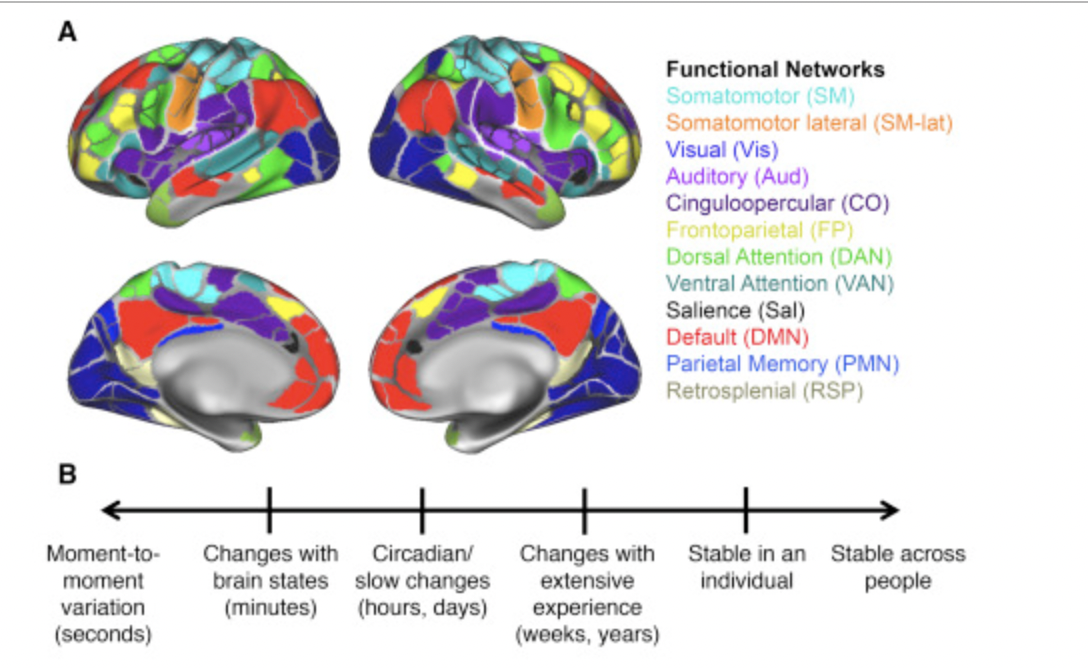 A
Functional Networks
Somatomotor (SM)
Somatomotor lateral (SM-lat)
Visual (Vis)
Auditory (Aud)
Cinguloopercular (CO)
Frontoparietal (FP)
Dorsal Attention (DAN)
Ventral Attention (VAN)
Salience (Sal)
Default (DMN)
Parietal Memory (PMN)
Retrosplenial (RSP)
B
Moment-to-
moment
variation
(seconds)
Changes with
brain states
(minutes)
Circadian/
slow changes
(hours, days)
Changes with
extensive
experience
(weeks, years)
Stable in an
individual
Stable across
people